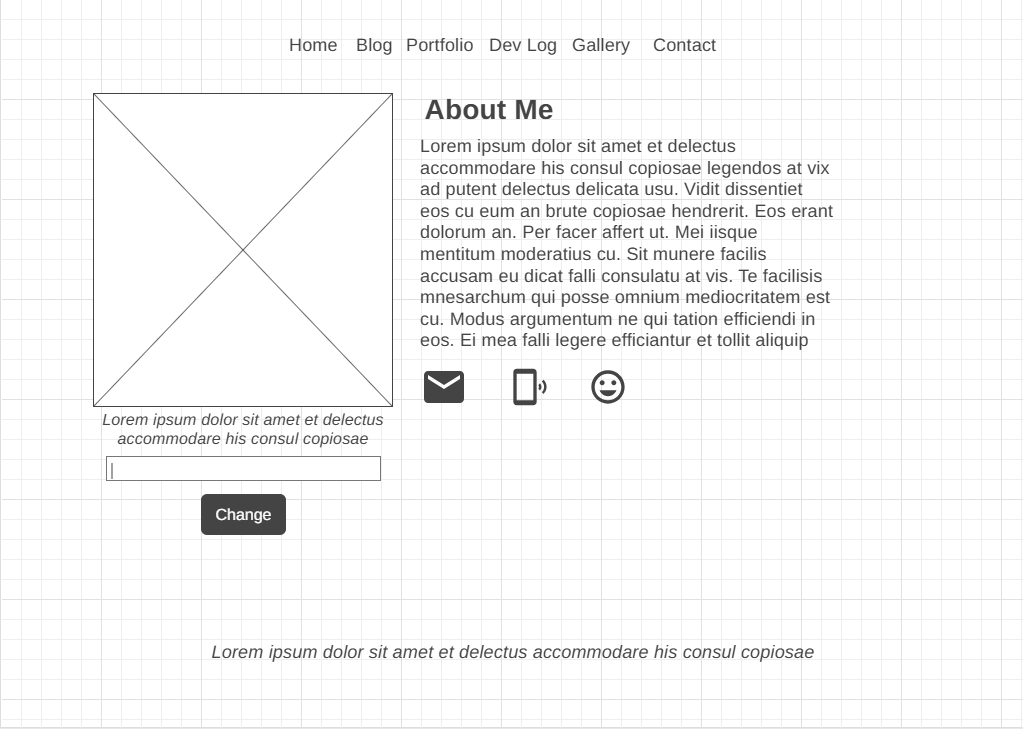 Home Blog Portfolio Dev Log Gallery Contact
About Me
Lorem ipsum dolor sit amet et delectus
accommodare his consul copiosae legendos at vix
ad putent delectus delicata usu. Vidit dissentiet
eos cu eum an brute copiosae hendrerit. Eos erant
dolorum an. Per facer affert ut. Mei iisque
mentitum moderatius cu. Sit munere facilis
accusam eu dicat falli consulatu at vis. Te facilisis
mnesarchum qui posse omnium mediocritatem est
cu. Modus argumentum ne qui tation efficiendi in
eos. Ei mea falli legere efficiantur et tollit aliquip
Lorem ipsum dolor sit amet et delectus
accommodare his consul copiosae
Change
Lorem ipsum dolor sit amet et delectus accommodare his consul copiosae